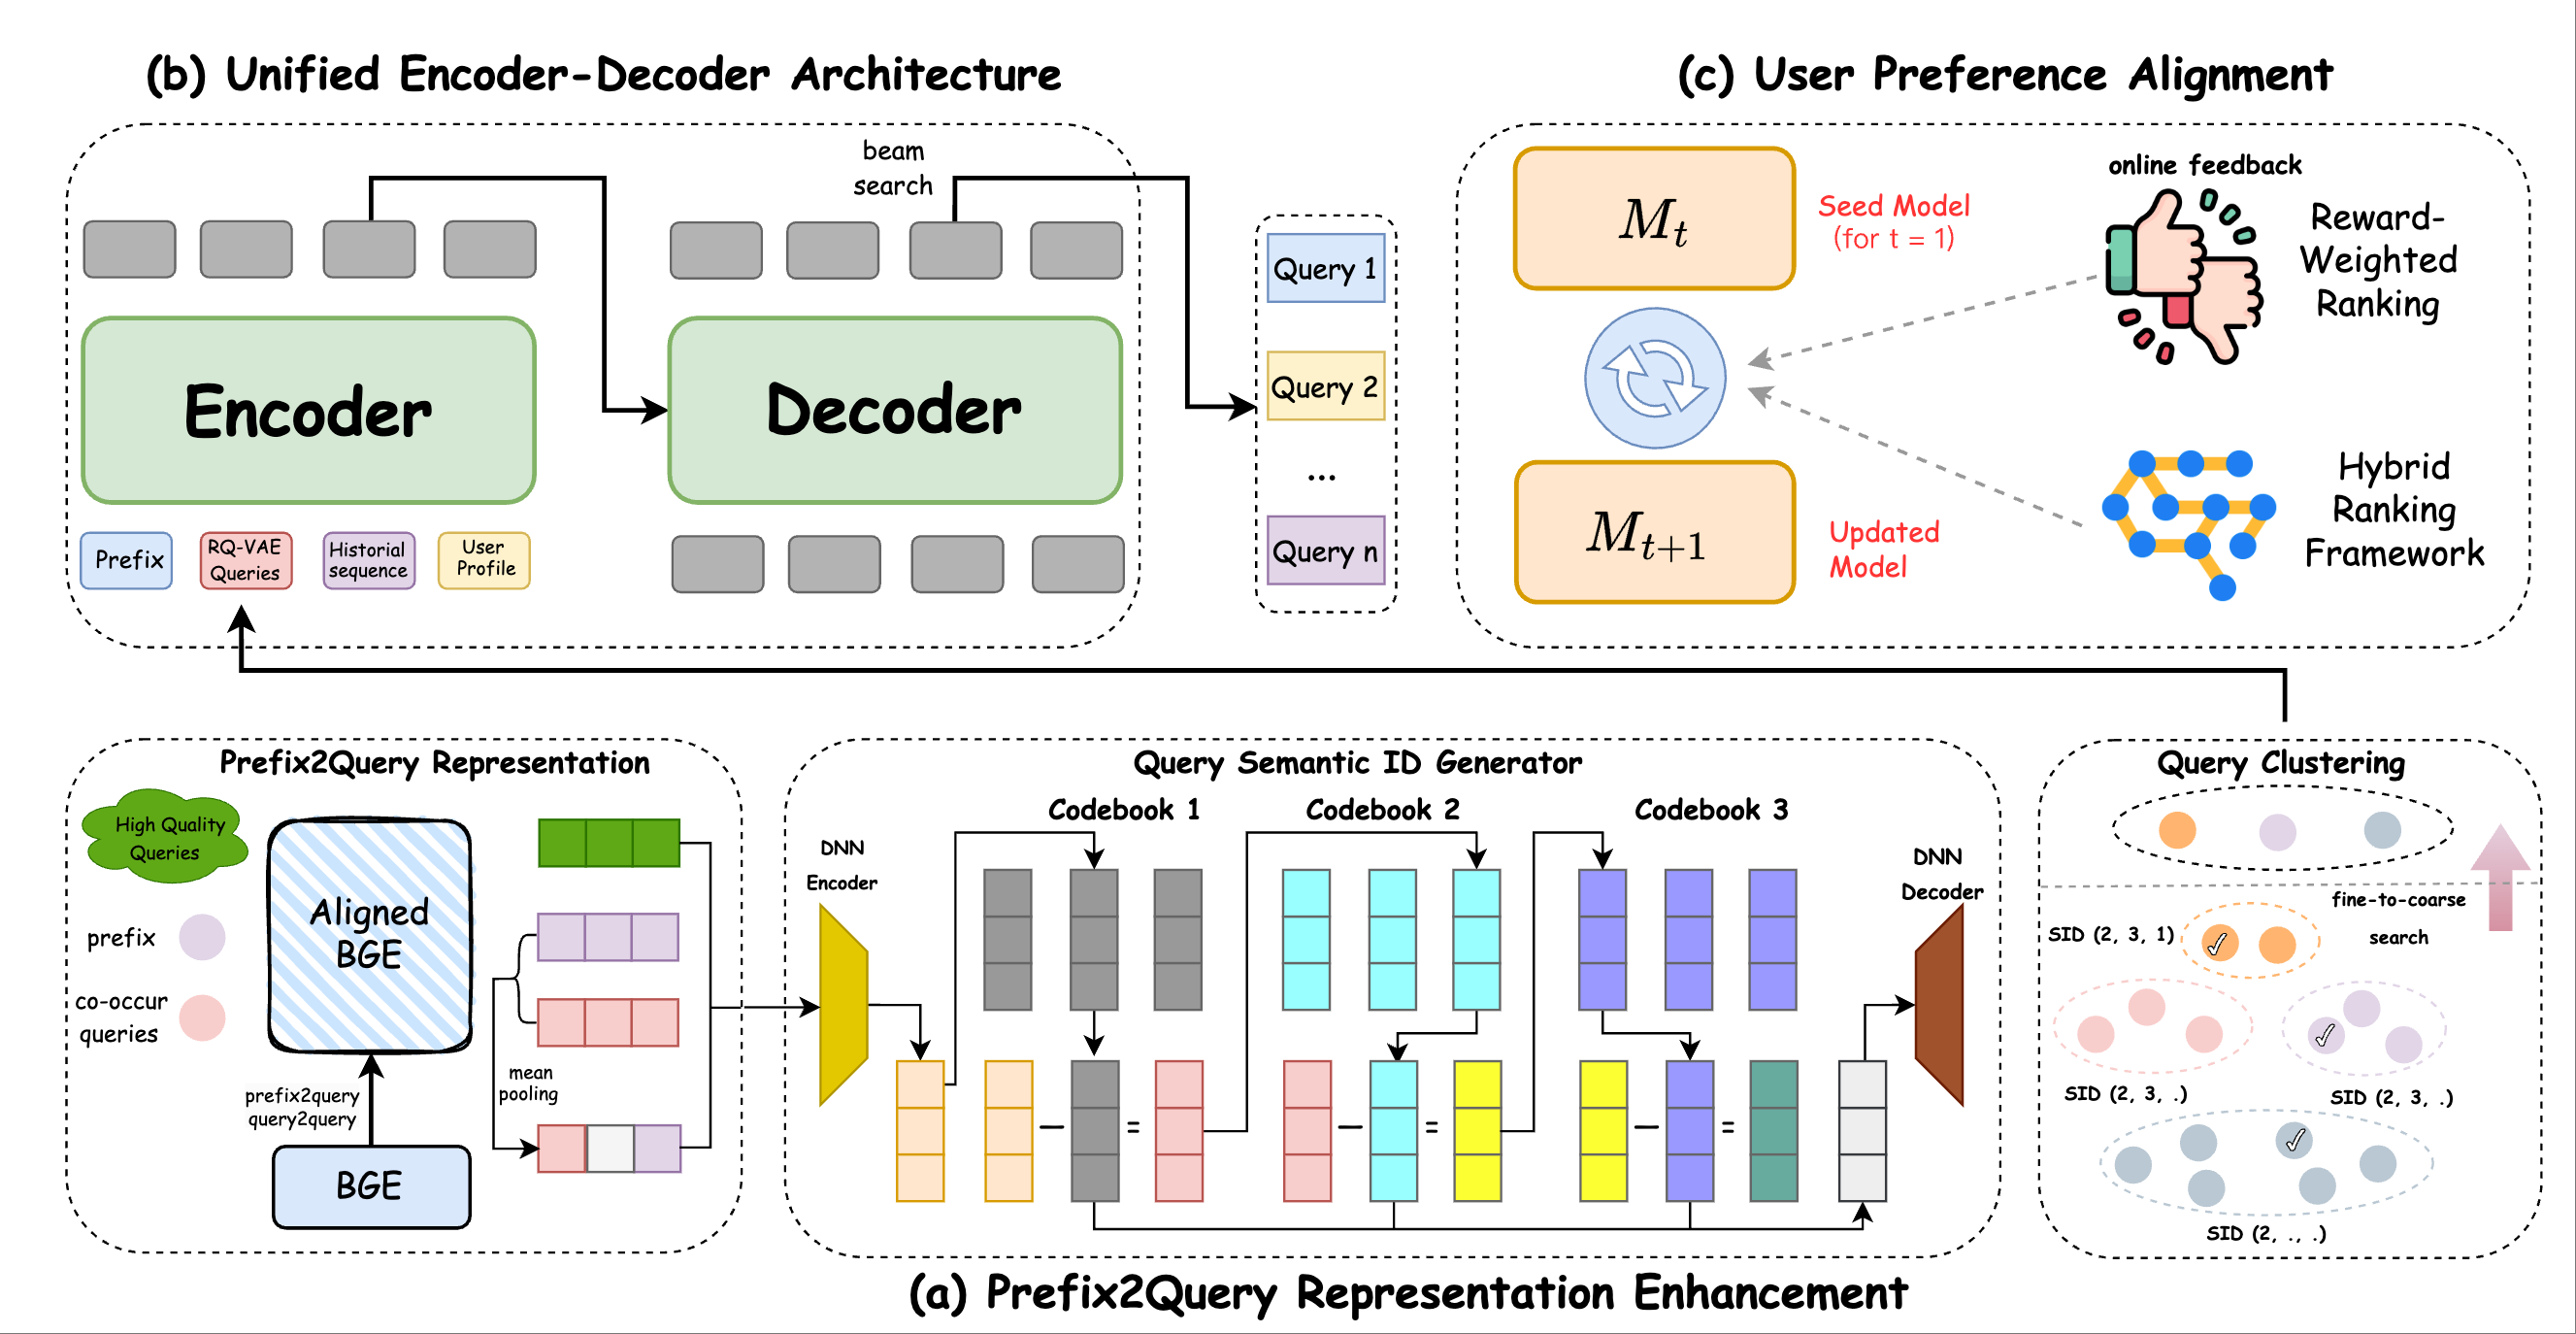 (b) Unified Encoder-Decoder Architecture
beam
search
Encoder
Decoder
Prefix
RQ-VAE
Queries
Historial
sequence
User
Profile
Query 1
Query 2
...
Query n
(c) User Preference Alignment
M_t
Seed Model
(for t = 1)
online feedback
Reward-
Weighted
Ranking
M_{t+1}
Updated
Model
Hybrid
Ranking
Framework
Prefix2Query Representation
High Quality
Queries
prefix
co-occur
queries
Aligned
BGE
prefix2query
query2query
BGE
mean
pooling
Query Semantic ID Generator
Codebook 1
Codebook 2
Codebook 3
DNN
Encoder
DNN
Decoder
— =
— =
— =
Query Clustering
fine-to-coarse
search
SID (2, 3, 1)
SID (2, 3, .)
SID (2, 3, .)
SID (2, ., .)
(a) Prefix2Query Representation Enhancement